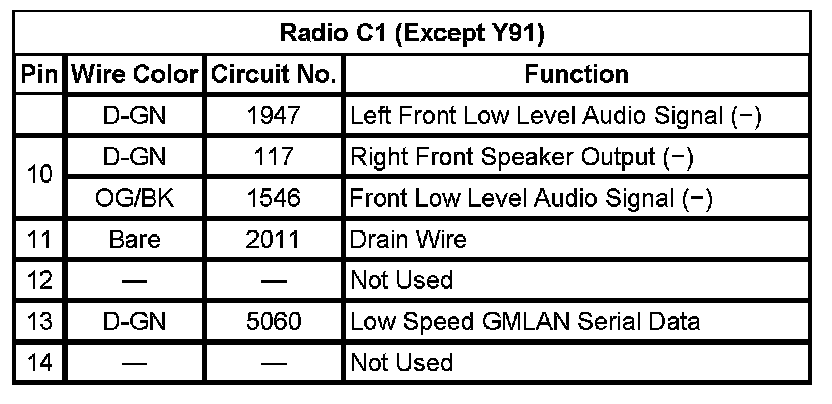 Radio C1 (Except Y91)
Pin Wire Color Circuit No. Function
D-GN 1947 Left Front Low Level Audio Signal (−)
10 D-GN 117 Right Front Speaker Output (−)
OG/BK 1546 Front Low Level Audio Signal (−)
11 Bare 2011 Drain Wire
12 — — Not Used
13 D-GN 5060 Low Speed GMLAN Serial Data
14 — — Not Used